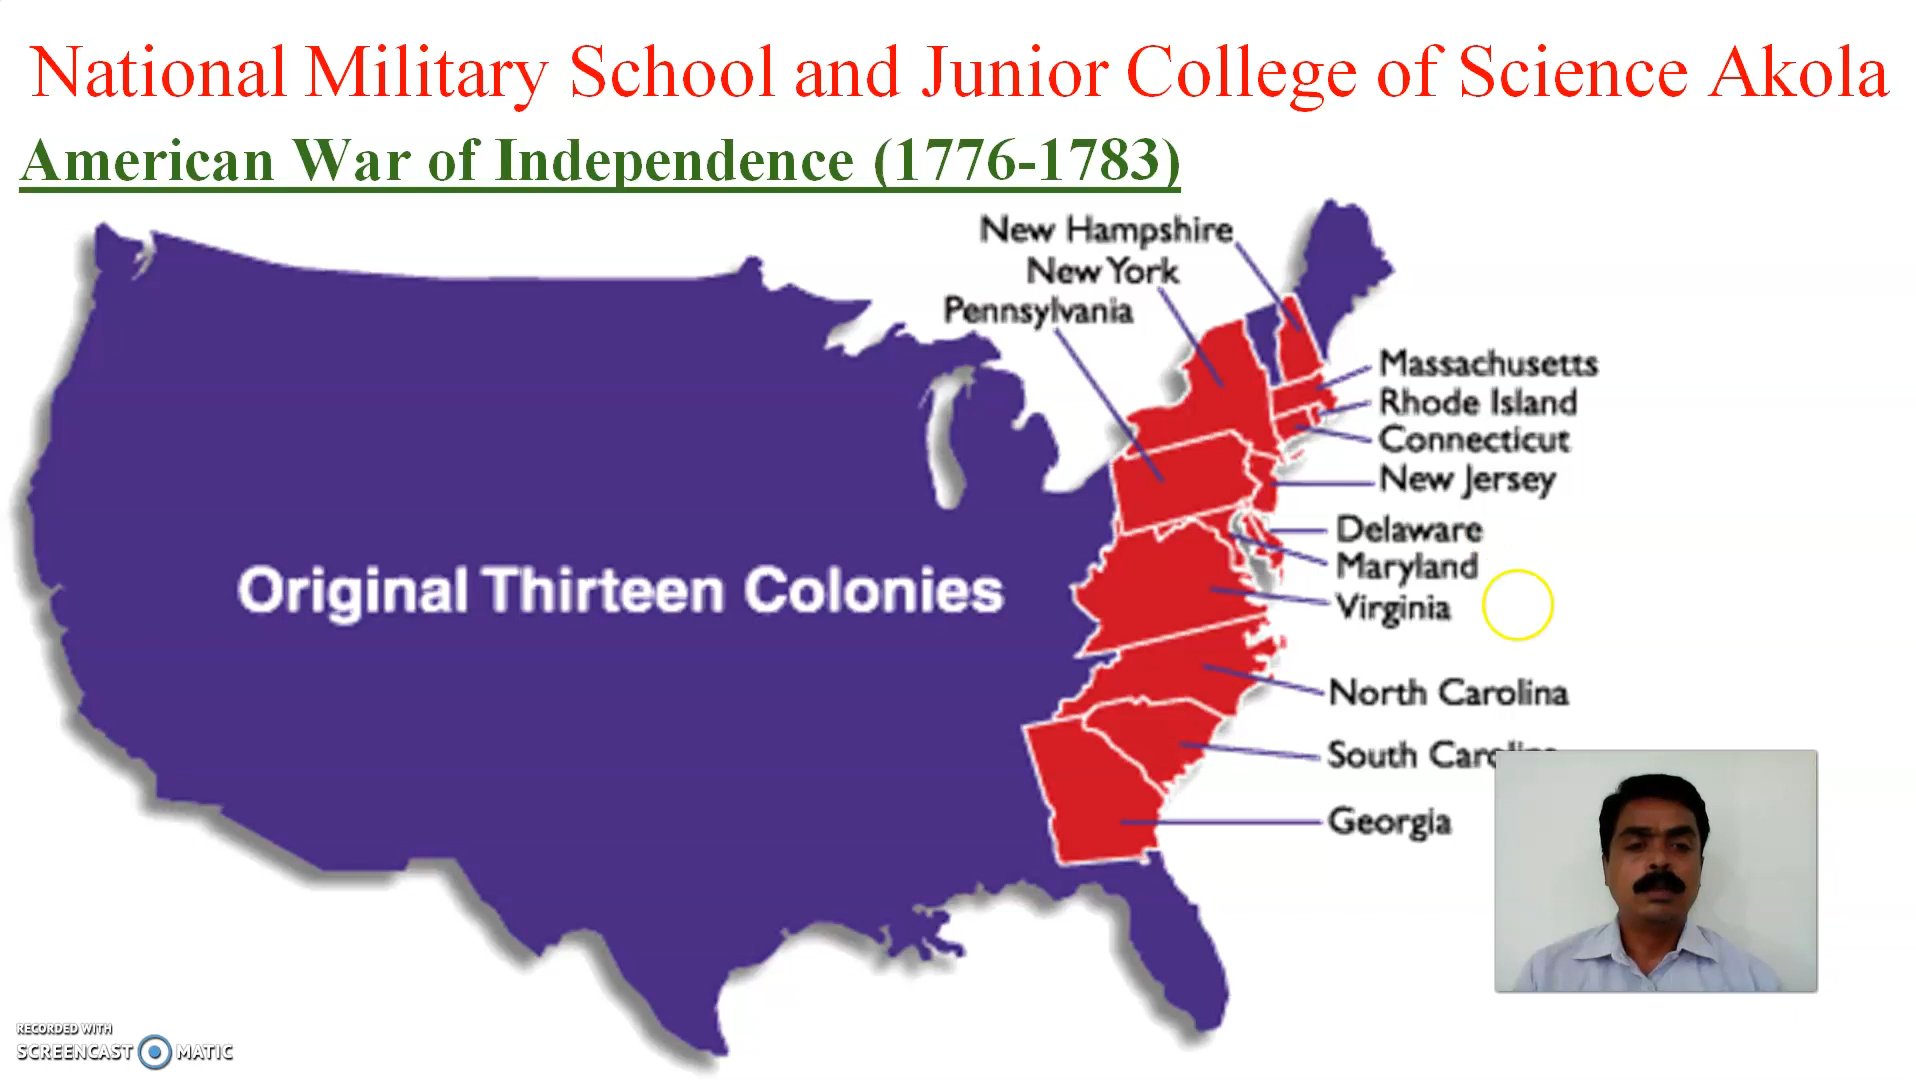 National Military School and Junior College of Science Akola
American War of Independence (1776-1783)
New Hampshire
New York
Pennsylvania
Massachusetts
Rhode Island
Connecticut
New Jersey
Delaware
Maryland
Virginia
Original Thirteen Colonies
North Carolina
South Carolina
Georgia
RECORDED WITH
SCREENCAST MATIC